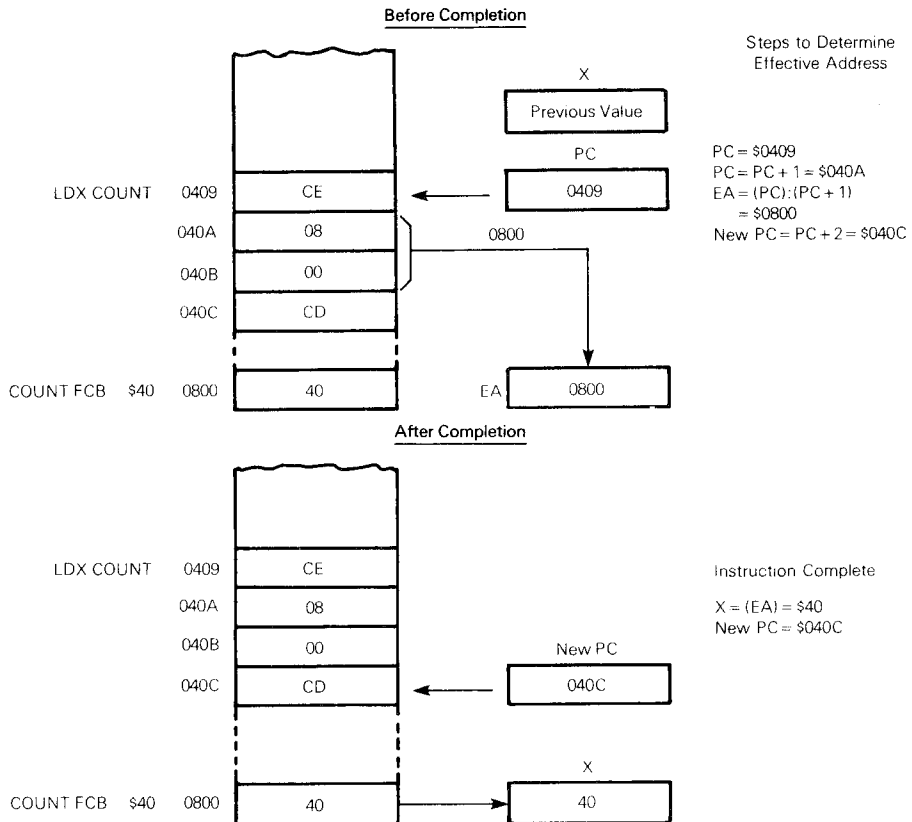 Before Completion
Steps to Determine
Effective Address
X
Previous Value
PC
PC = $0409
LDX COUNT 0409 CE 0409
PC = PC + 1 = $040A
EA = (PC):(PC + 1)
= $0800
040A 08 0800
New PC = PC + 2 = $040C
040B 00
040C CD
COUNT FCB $40 0800 40 EA 0800
After Completion
LDX COUNT 0409 CE
Instruction Complete
040A 08
X = (EA) = $40
New PC = $040C
040B 00
New PC
040C CD 040C
X
COUNT FCB $40 0800 40 40